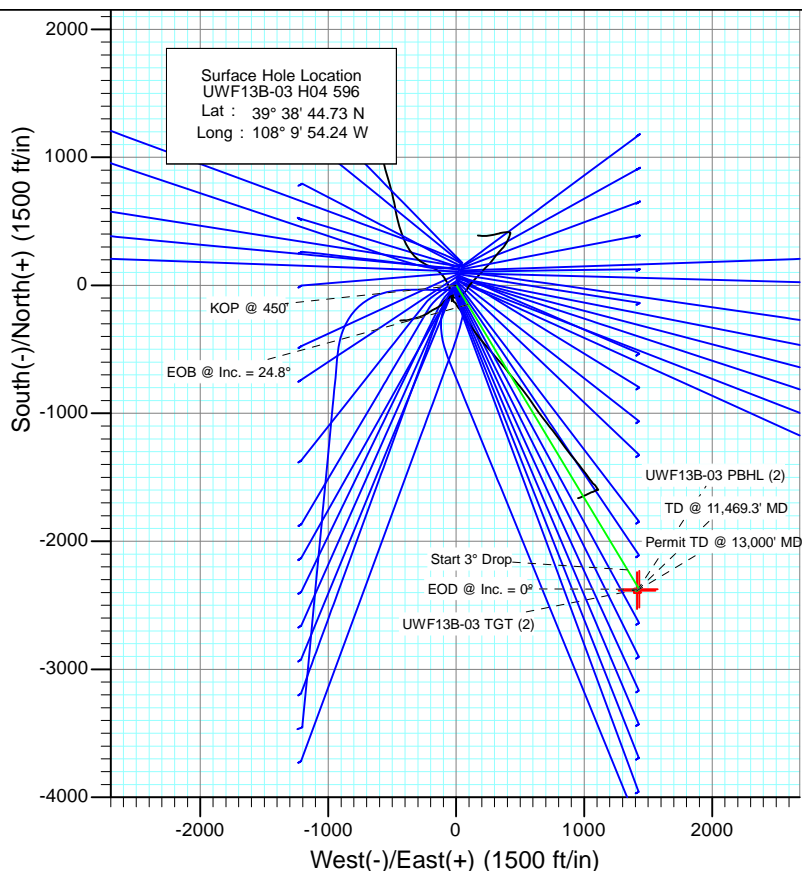 2000
1000
0
-1000
-2000
-3000
-4000
South(-)/North(+) (1500 ft/in)
Surface Hole Location
UWF13B-03 H04 596
Lat : 39° 38' 44.73 N
Long : 108° 9' 54.24 W
KOP @ 450'
EOB @ Inc. = 24.8°
UWF13B-03 PBHL (2)
TD @ 11,469.3' MD
Permit TD @ 13,000' MD
Start 3° Drop
EOD @ Inc. = 0°
UWF13B-03 TGT (2)
-2000 -1000 0 1000 2000
West(-)/East(+) (1500 ft/in)